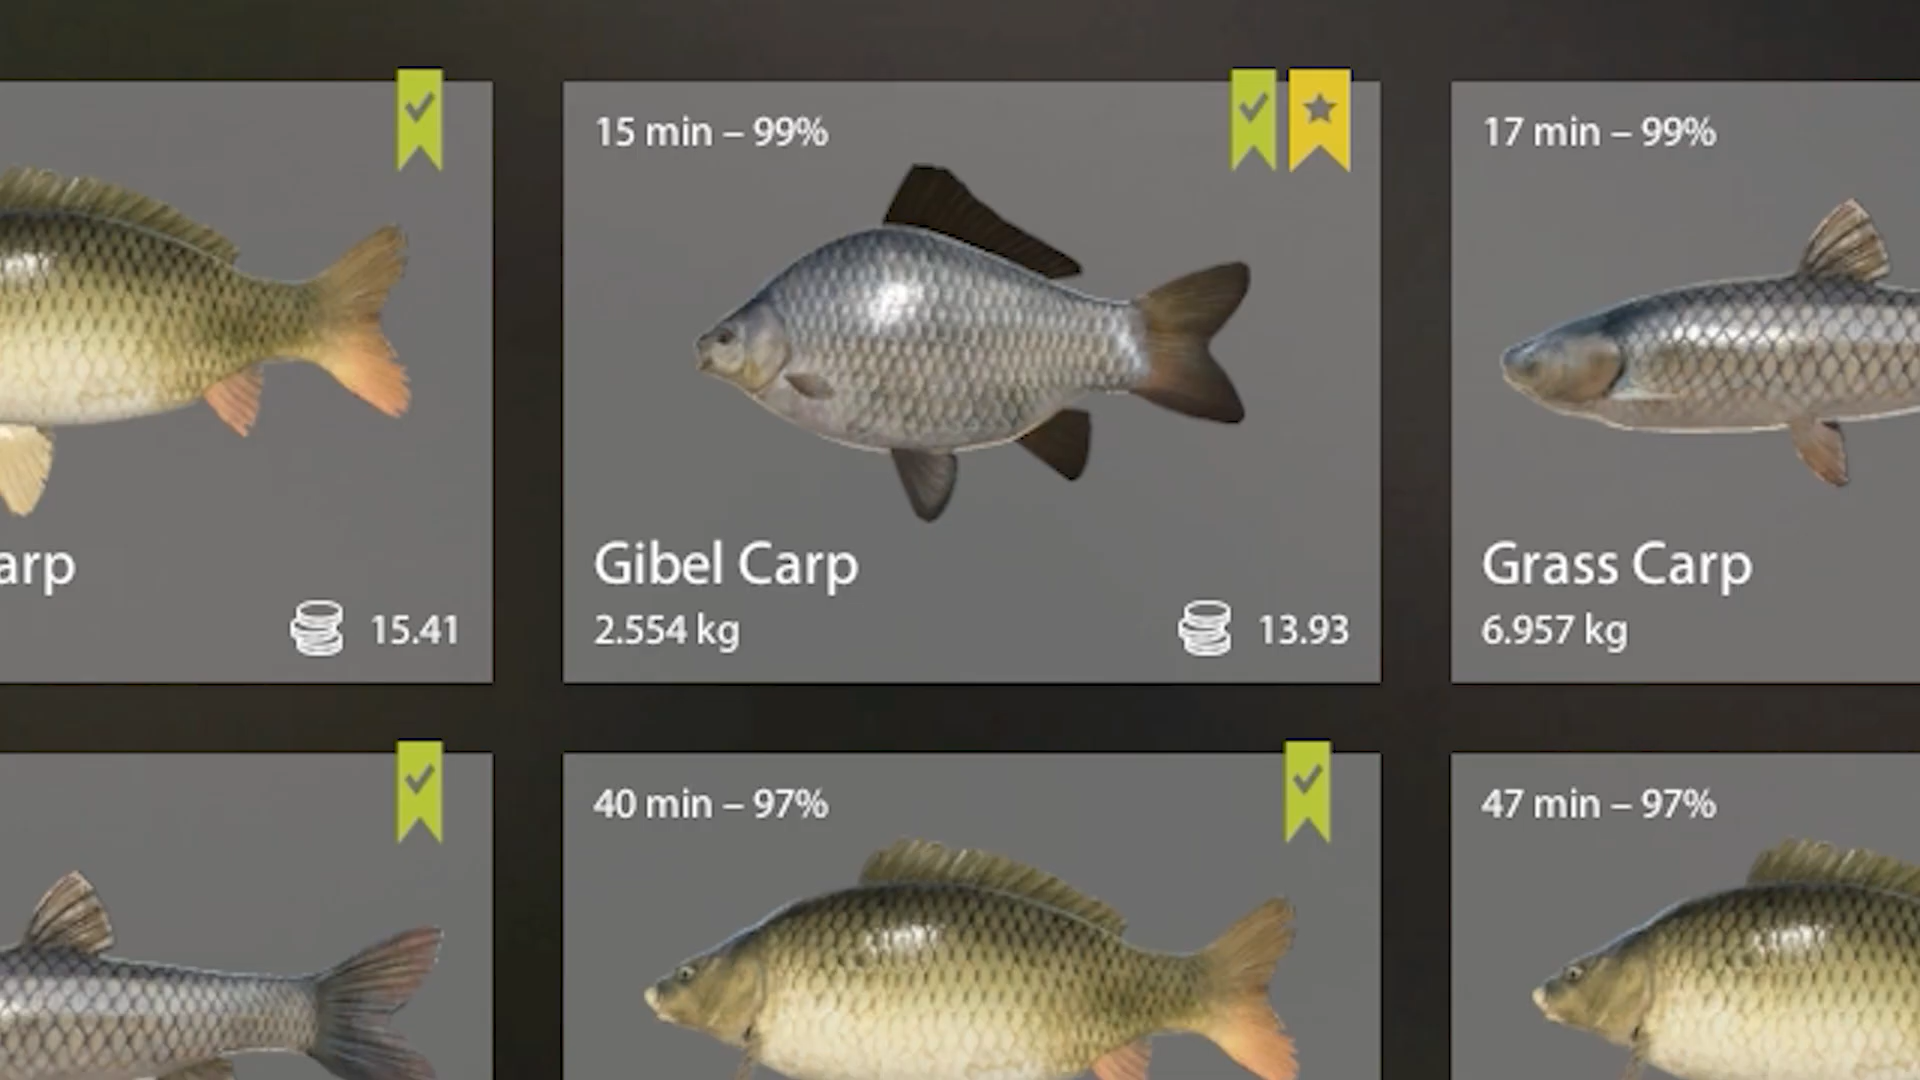 15 min – 99%
17 min – 99%
arp
15.41
Gibel Carp
2.554 kg
13.93
Grass Carp
6.957 kg
40 min – 97%
47 min – 97%